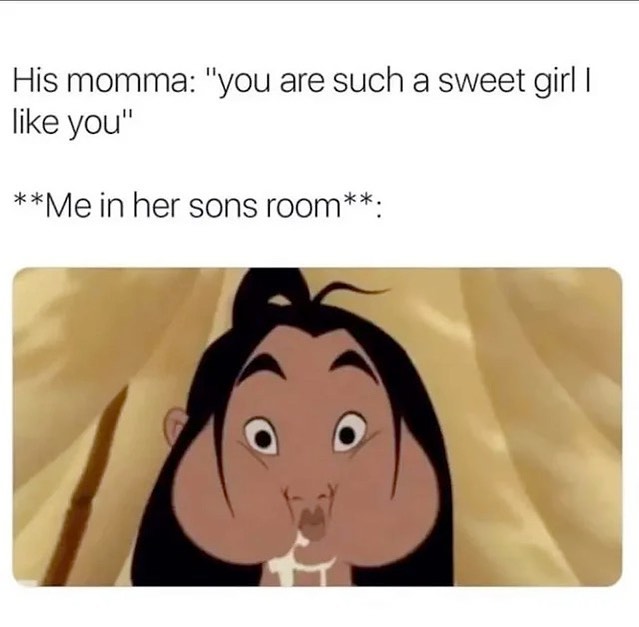 His momma: "you are such a sweet girl I
like you"
**Me in her sons room**: